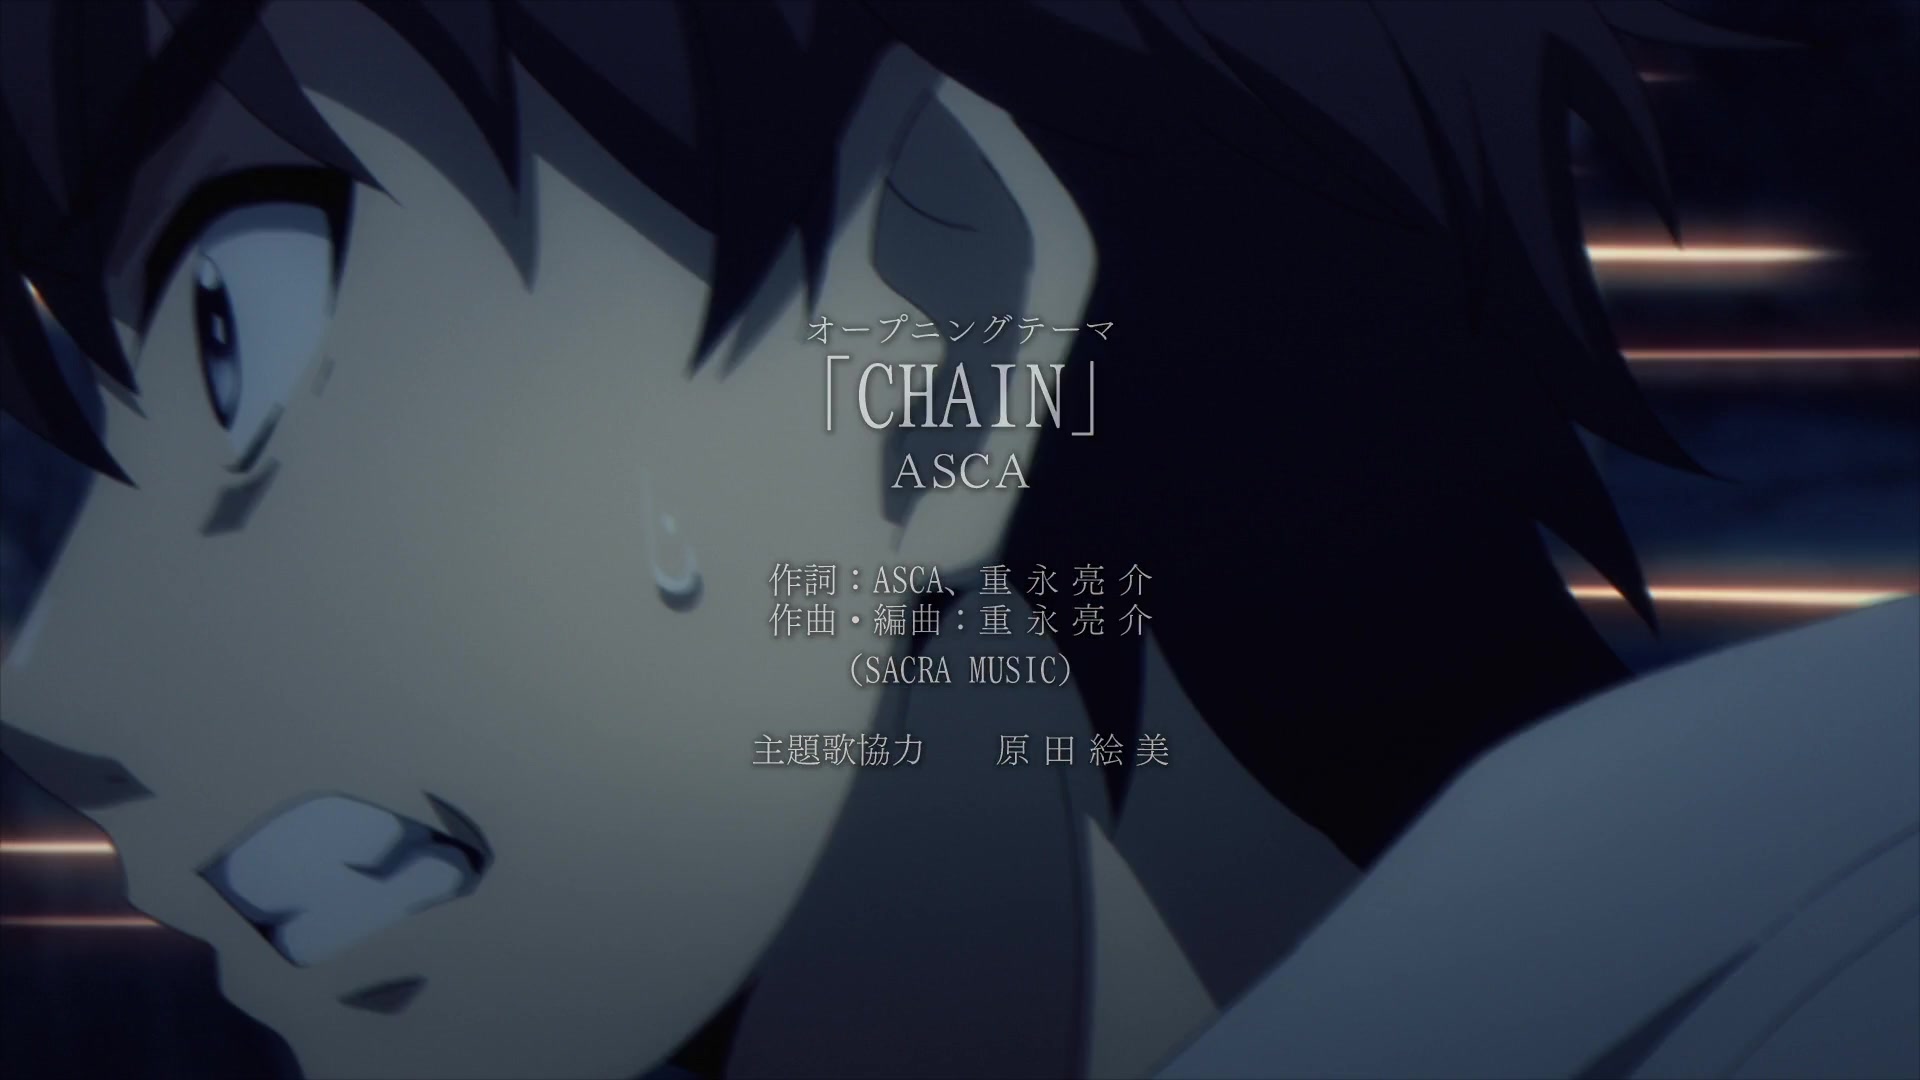 オープニングテーマ
「CHAIN」
ASCA
作詞：ASCA、重永亮介
作曲・編曲：重永亮介
（SACRA MUSIC）
主題歌協力　原田絵美